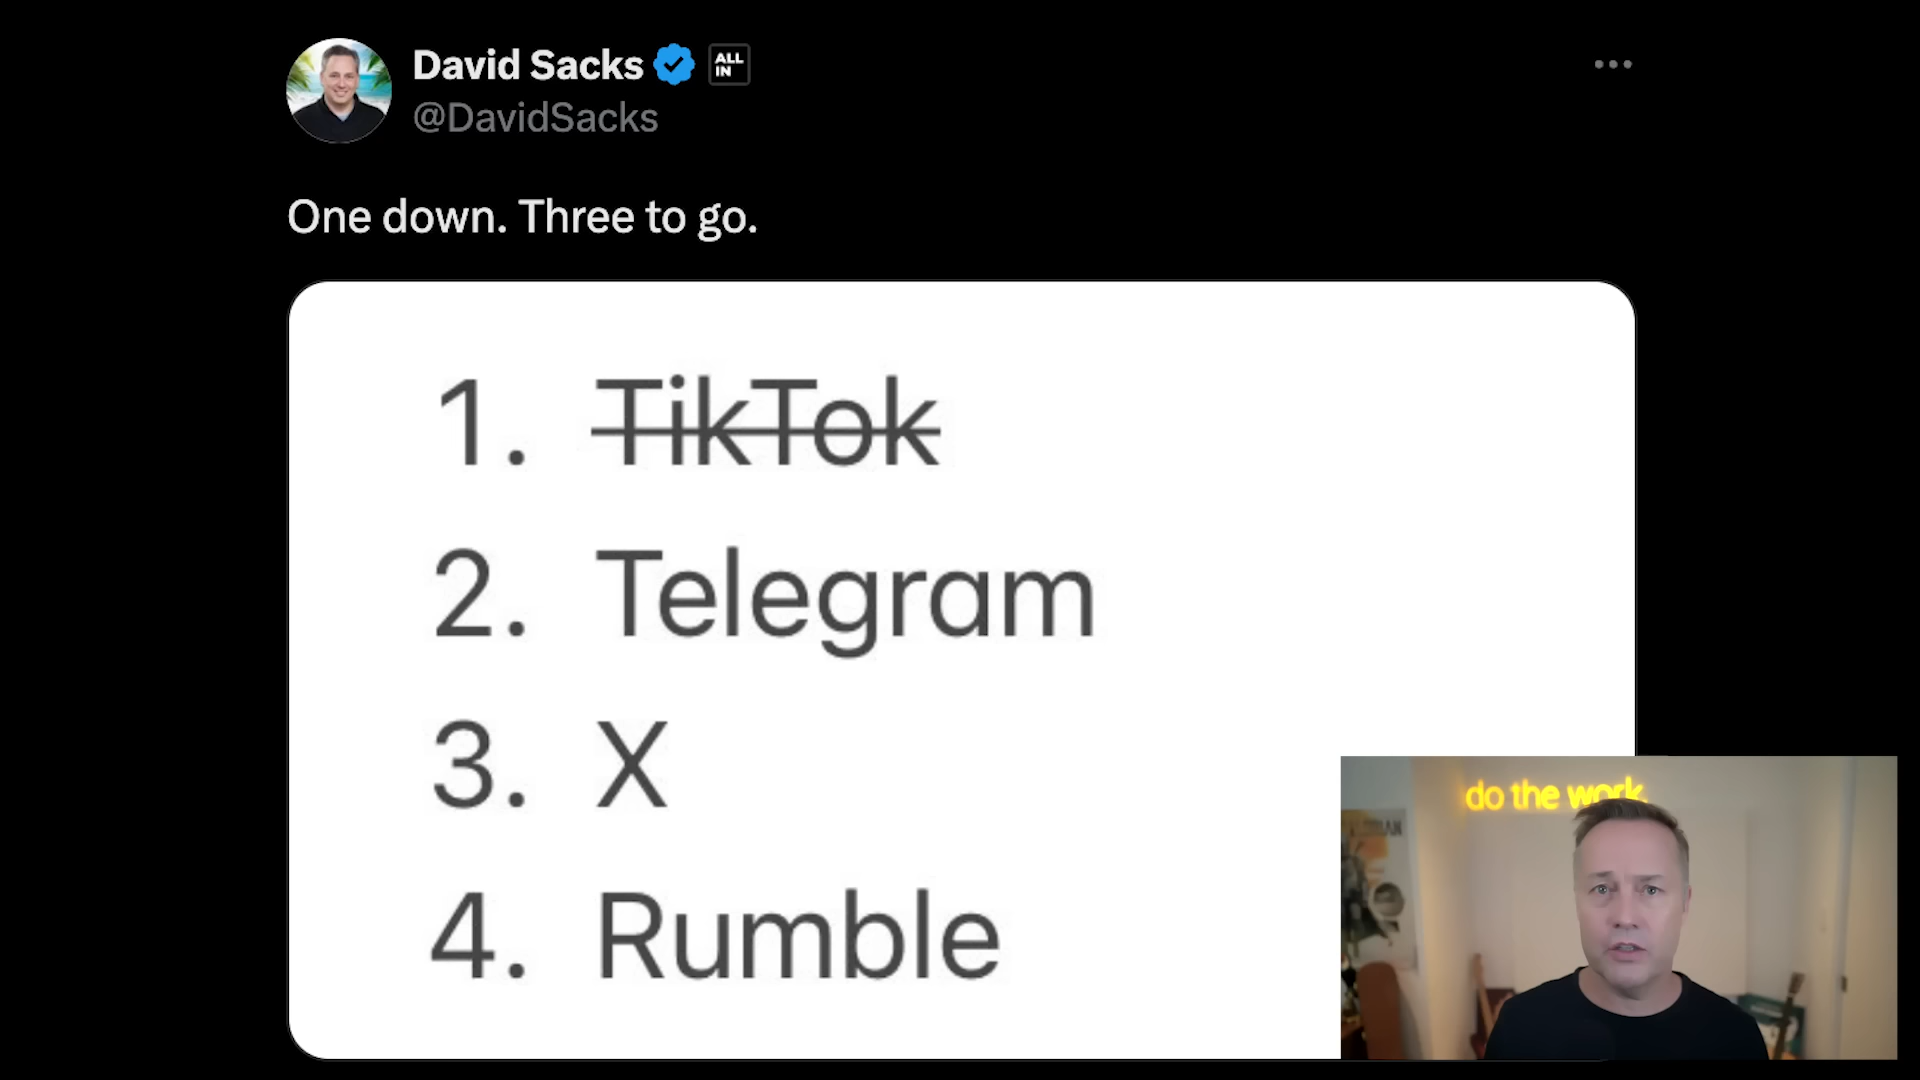 David Sacks
ALL
IN
@DavidSacks
One down. Three to go.
1. TikTok
2. Telegram
3. X
4. Rumble
do the work